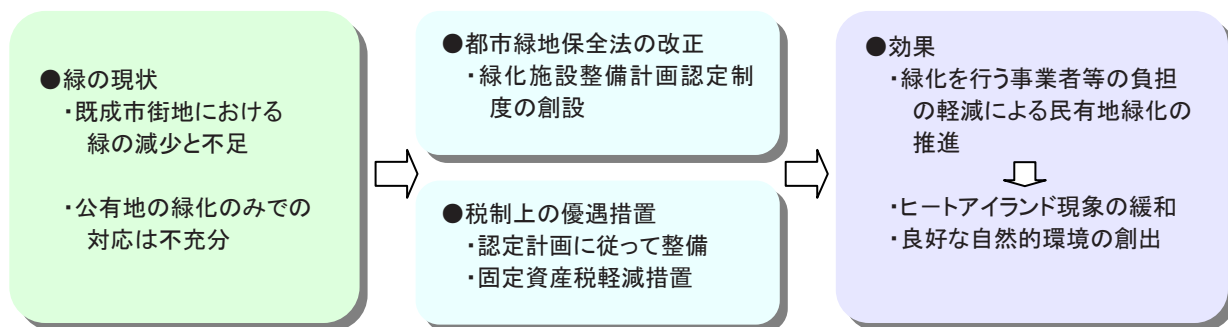 ●緑の現状
・既成市街地における
緑の減少と不足
・公有地の緑化のみでの
対応は不充分
●都市緑地保全法の改正
・緑化施設整備計画認定制
度の創設
●税制上の優遇措置
・認定計画に従って整備
・固定資産税軽減措置
●効果
・緑化を行う事業者等の負担
の軽減による民有地緑化の
推進
・ヒートアイランド現象の緩和
・良好な自然的環境の創出